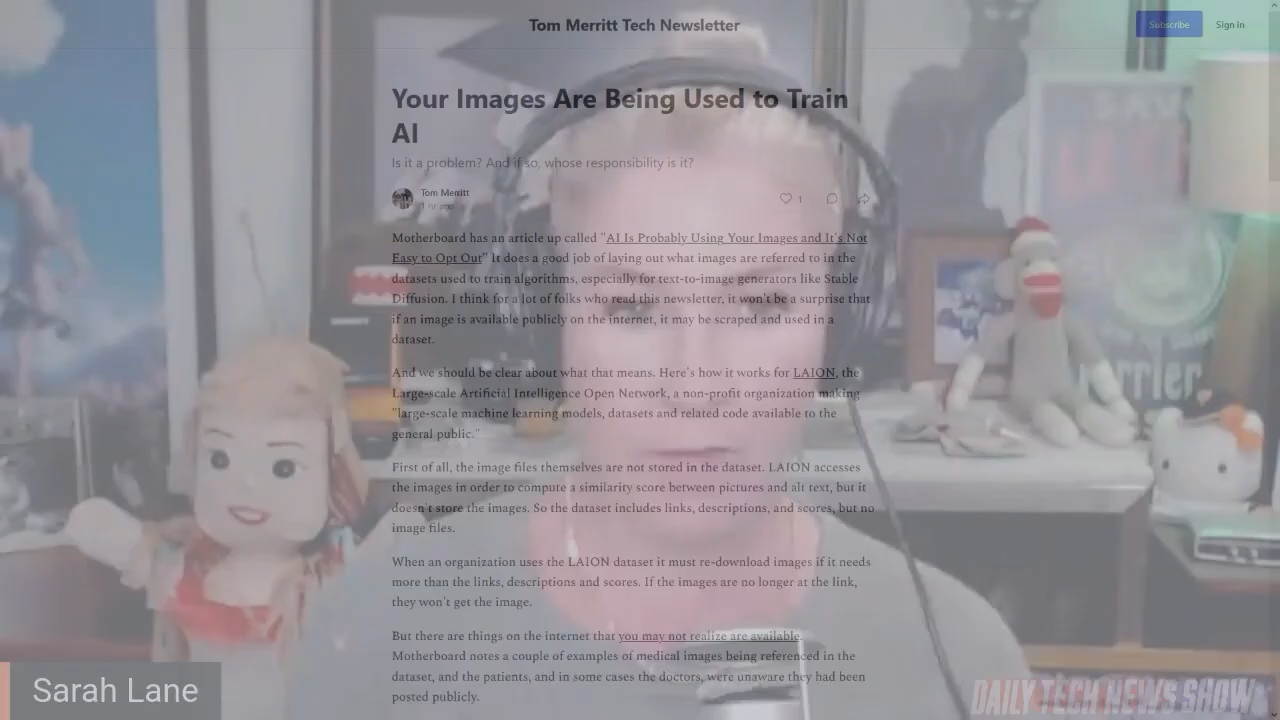 Tom Merritt Tech Newsletter
Subscribe
Sign In
Your Images Are Being Used to Train
AI
Is it a problem? And if so, whose responsibility is it?
Tom Merritt
1 hr ago
1
Motherboard has an article up called "AI Is Probably Using Your Images and It's Not
Easy to Opt Out" It does a good job of laying out what images are referred to in the
datasets used to train algorithms, especially for text-to-image generators like Stable
Diffusion. I think for a lot of folks who read this newsletter, it won't be a surprise that
if an image is available publicly on the internet, it may be scraped and used in a
dataset.
And we should be clear about what that means. Here's how it works for LAION, the
Large-scale Artificial Intelligence Open Network, a non-profit organization making
"large-scale machine learning models, datasets and related code available to the
general public."
First of all, the image files themselves are not stored in the dataset. LAION accesses
the images in order to compute a similarity score between pictures and alt text, but it
doesn't store the images. So the dataset includes links, descriptions, and scores, but no
image files.
When an organization uses the LAION dataset it must re-download images if it needs
more than the links, descriptions and scores. If the images are no longer at the link,
they won't get the image.
But there are things on the internet that you may not realize are available.
Motherboard notes a couple of examples of medical images being referenced in the
dataset, and the patients, and in some cases the doctors, were unaware they had been
posted publicly.
Sarah Lane
DAILY TECH NEWS SHOW